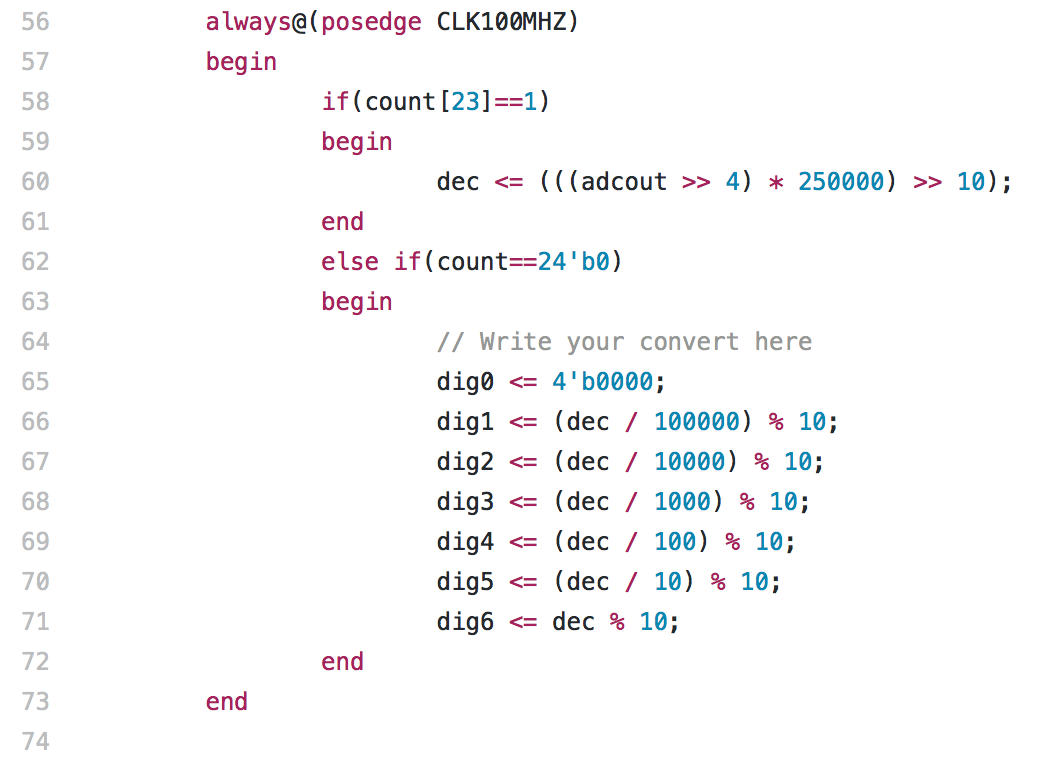 56 always@(posedge CLK100MHZ)
57 begin
58 if(count[23]==1)
59 begin
60 dec <= (((adcout >> 4) * 250000) >> 10);
61 end
62 else if(count==24'b0)
63 begin
64 // Write your convert here
65 dig0 <= 4'b0000;
66 dig1 <= (dec / 100000) % 10;
67 dig2 <= (dec / 10000) % 10;
68 dig3 <= (dec / 1000) % 10;
69 dig4 <= (dec / 100) % 10;
70 dig5 <= (dec / 10) % 10;
71 dig6 <= dec % 10;
72 end
73 end
74